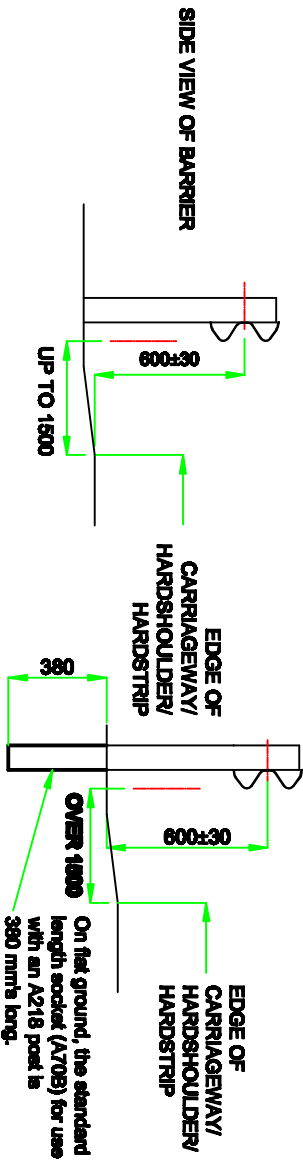 SIDE VIEW OF BARRIER
600±30
UP TO 1500
EDGE OF
CARRIAGEWAY/
HARDSHOULDER/
HARDSTRIP
380
600±30
OVER
EDGE OF
CARRIAGEWAY/
HARDSHOULDER/
HARDSTRIP
On flat ground, the standard
length socket (A70B) for use
with an A218 post is
380 mm's long.